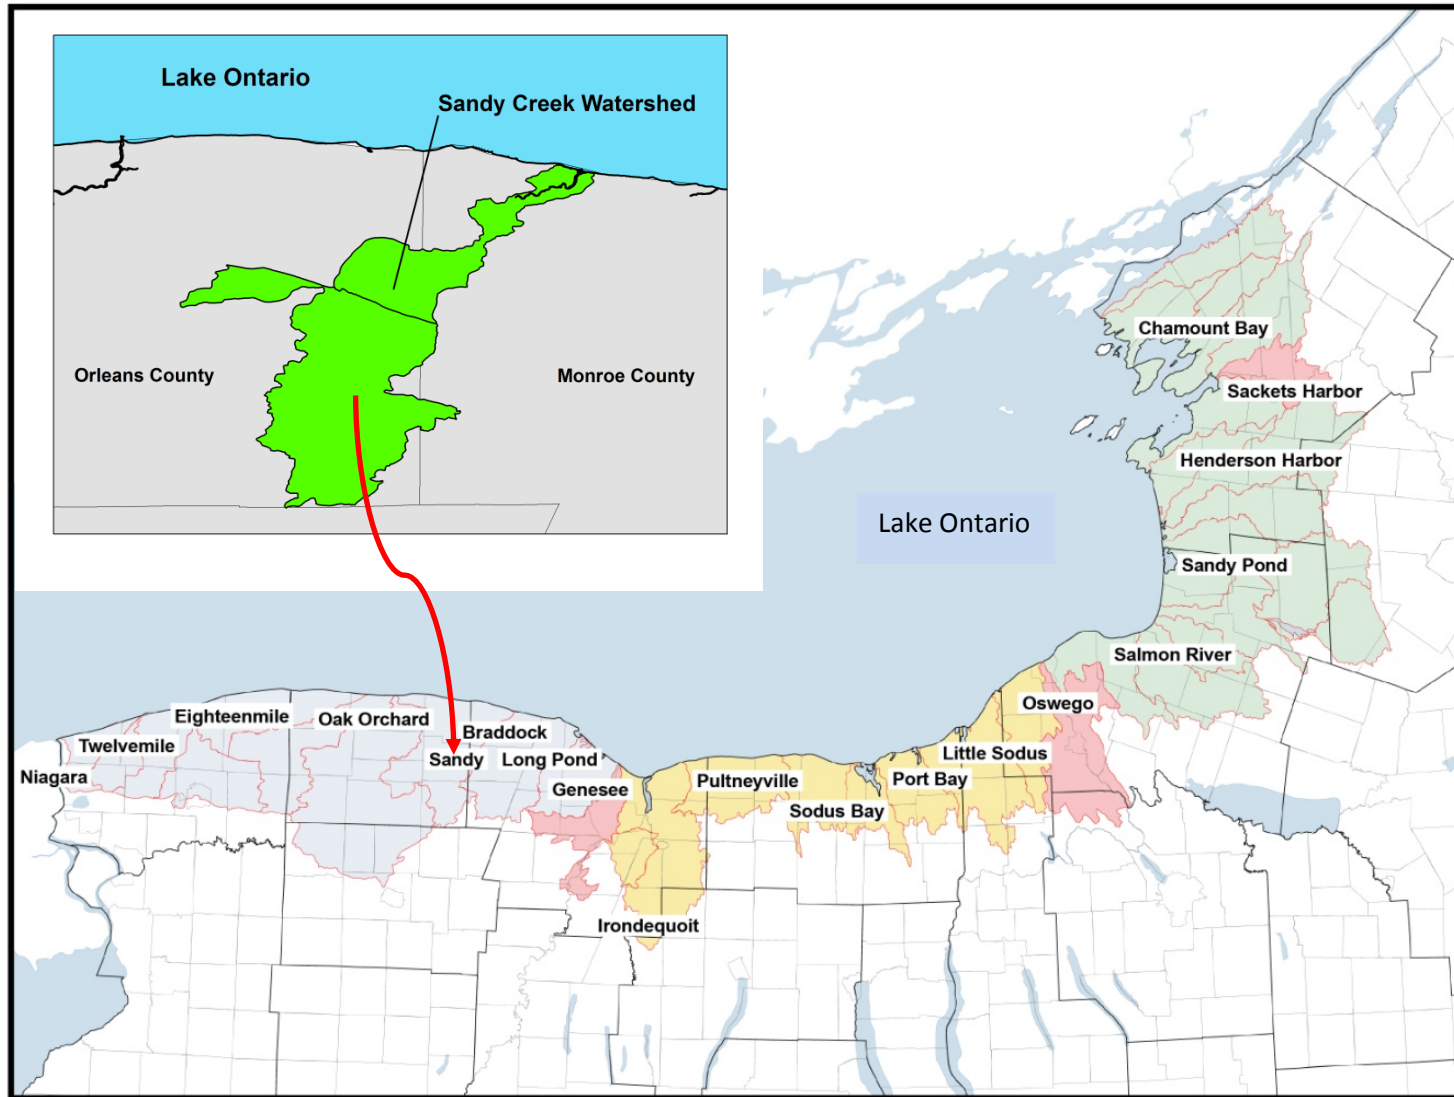 Lake Ontario
Sandy Creek Watershed
Orleans County
Monroe County
Chamount Bay
Sackets Harbor
Henderson Harbor
Lake Ontario
Sandy Pond
Salmon River
Oswego
Eighteenmile
Oak Orchard
Braddock
Twelvemile
Sandy
Long Pond
Little Sodus
Niagara
Genesee
Pultneyville
Port Bay
Sodus Bay
Irondequoit